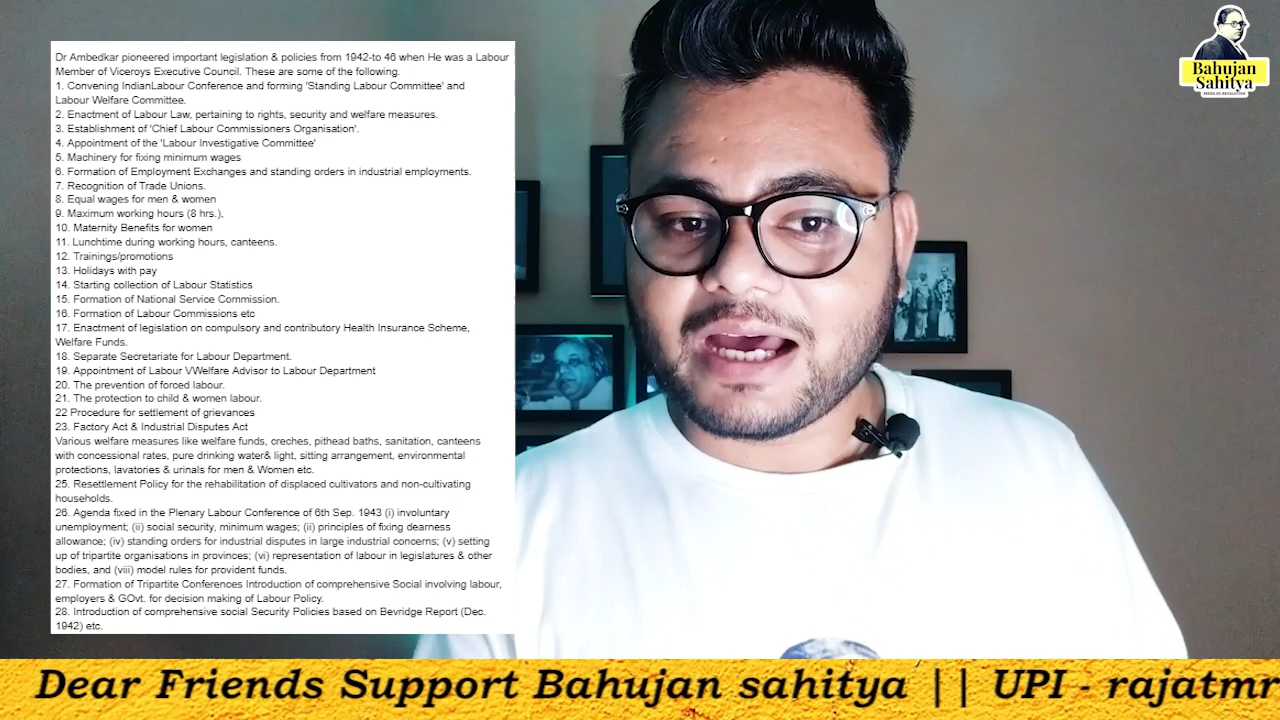 Dr Ambedkar pioneered important legislation & policies from 1942-to 46 when He was a Labour
Member of Viceroys Executive Council. These are some of the following.
1. Convening IndianLabour Conference and forming 'Standing Labour Committee' and
Labour Welfare Committee.
2. Enactment of Labour Law, pertaining to rights, security and welfare measures.
3. Establishment of 'Chief Labour Commissioners Organisation'.
4. Appointment of the 'Labour Investigative Committee'
5. Machinery for fixing minimum wages
6. Formation of Employment Exchanges and standing orders in industrial employments.
7. Recognition of Trade Unions.
8. Equal wages for men & women
9. Maximum working hours (8 hrs.),
10. Maternity Benefits for women
11. Lunchtime during working hours, canteens.
12. Trainings/promotions
13. Holidays with pay
14. Starting collection of Labour Statistics
15. Formation of National Service Commission.
16. Formation of Labour Commissions etc
17. Enactment of legislation on compulsory and contributory Health Insurance Scheme,
Welfare Funds.
18. Separate Secretariate for Labour Department.
19. Appointment of Labour VWelfare Advisor to Labour Department
20. The prevention of forced labour.
21. The protection to child & women labour.
22 Procedure for settlement of grievances
23. Factory Act & Industrial Disputes Act
Various welfare measures like welfare funds, creches, pithead baths, sanitation, canteens
with concessional rates, pure drinking water& light, sitting arrangement, environmental
protections, lavatories & urinals for men & Women etc.
25. Resettlement Policy for the rehabilitation of displaced cultivators and non-cultivating
households.
26. Agenda fixed in the Plenary Labour Conference of 6th Sep. 1943 (i) involuntary
unemployment; (ii) social security, minimum wages; (ii) principles of fixing dearness
allowance; (iv) standing orders for industrial disputes in large industrial concerns; (v) setting
up of tripartite organisations in provinces; (vi) representation of labour in legislatures & other
bodies, and (viii) model rules for provident funds.
27. Formation of Tripartite Conferences Introduction of comprehensive Social involving labour,
employers & GOvt. for decision making of Labour Policy.
28. Introduction of comprehensive social Security Policies based on Bevridge Report (Dec.
1942) etc.
Bahujan
Sahitya
Dear Friends Support Bahujan sahitya || UPI - rajatmr